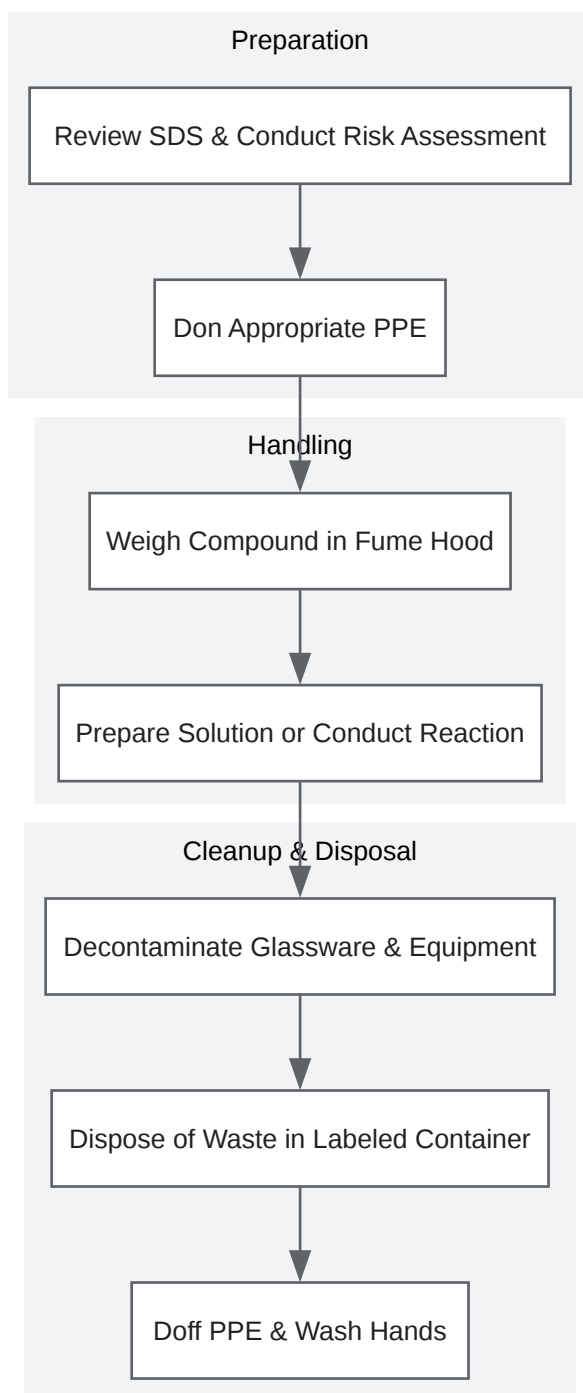 Preparation
Review SDS & Conduct Risk Assessment
Don Appropriate PPE
Handling
Weigh Compound in Fume Hood
Prepare Solution or Conduct Reaction
Cleanup & Disposal
Decontaminate Glassware & Equipment
Dispose of Waste in Labeled Container
Doff PPE & Wash Hands